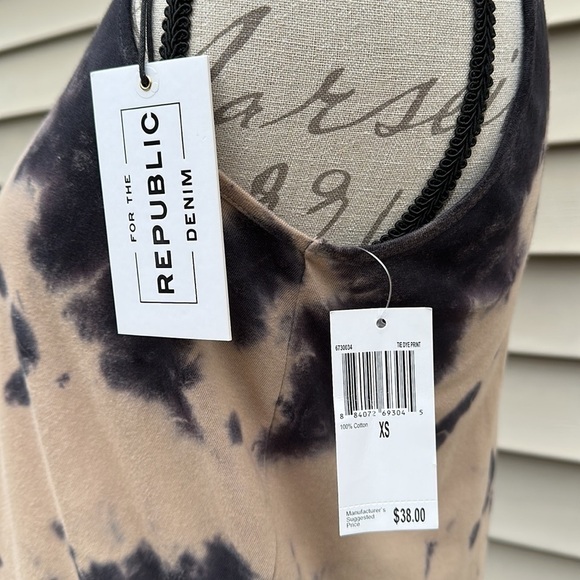 FOR THE
REPUBLIC
DENIM
6730034 TIE DYE PRINT
8 84072 69304 5
100% Cotton XS
Manufacturer's
Suggested
Price $38.00